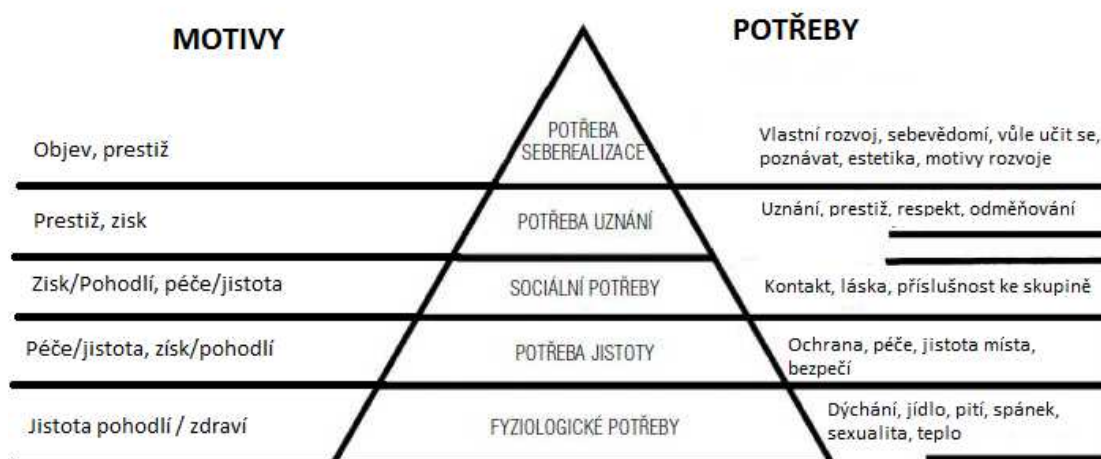 MOTIVY
POTŘEBY
Objev, prestiž
POTŘEBA
SEBEREALIZACE
Vlastní rozvoj, sebevědomí, vůle učit se,
poznávat, estetika, motivy rozvoje
Prestiž, zisk
POTŘEBA UZNÁNÍ
Uznání, prestiž, respekt, odměňování
Zisk/Pohodlí, péče/jistota
SOCIÁLNÍ POTŘEBY
Kontakt, láska, příslušnost ke skupině
Péče/jistota, získ/pohodlí
POTŘEBA JISTOTY
Ochrana, péče, jistota místa,
bezpečí
Jistota pohodlí / zdraví
FYZIOLOGICKÉ POTŘEBY
Dýchání, jídlo, pití, spánek,
sexualita, teplo